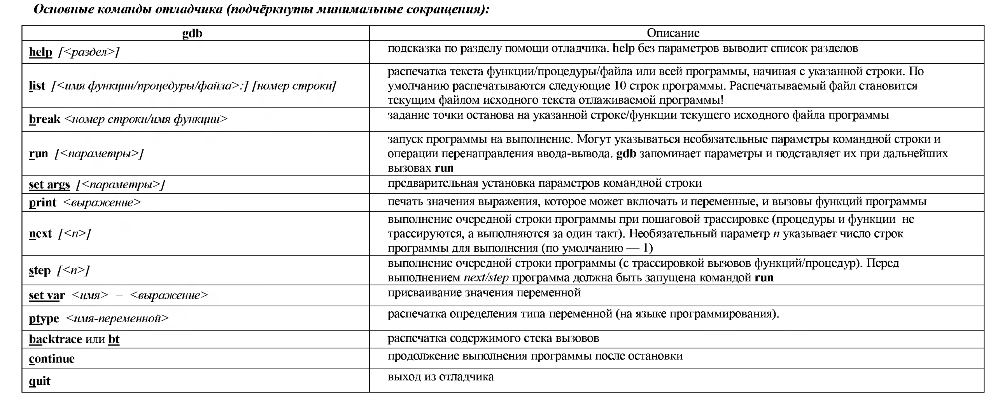 Основные команды отладчика (подчёркнуты минимальные сокращения):
gdb
Описание
help [<раздел>]
подсказка по разделу помощи отладчика. help без параметров выводит список разделов
list [<имя функции/процедуры/файла>:] [номер строки]
распечатка текста функции/процедуры/файла или всей программы, начиная с указанной строки. По
умолчанию распечатываются следующие 10 строк программы. Распечатываемый файл становится
текущим файлом исходного текста отлаживаемой программы!
break <номер строки/имя функции>
задание точки останова на указанной строке/функции текущего исходного файла программы
run [<параметры>]
запуск программы на выполнение. Могут указываться необязательные параметры командной строки и
операции перенаправления ввода-вывода. gdb запоминает параметры и подставляет их при дальнейших
вызовах run
set args [<параметры>]
предварительная установка параметров командной строки
print <выражение>
печать значения выражения, которое может включать и переменные, и вызовы функций программы
next [<n>]
выполнение очередной строки программы при пошаговой трассировке (процедуры и функции не
трассируются, а выполняются за один такт). Необязательный параметр n указывает число строк
программы для выполнения (по умолчанию — 1)
step [<n>]
выполнение очередной строки программы (с трассировкой вызовов функций/процедур). Перед
выполнением next/step программа должна быть запущена командой run
set var <имя> = <выражение>
присваивание значения переменной
ptype <имя-переменной>
распечатка определения типа переменной (на языке программирования).
backtrace или bt
распечатка содержимого стека вызовов
continue
продолжение выполнения программы после остановки
quit
выход из отладчика